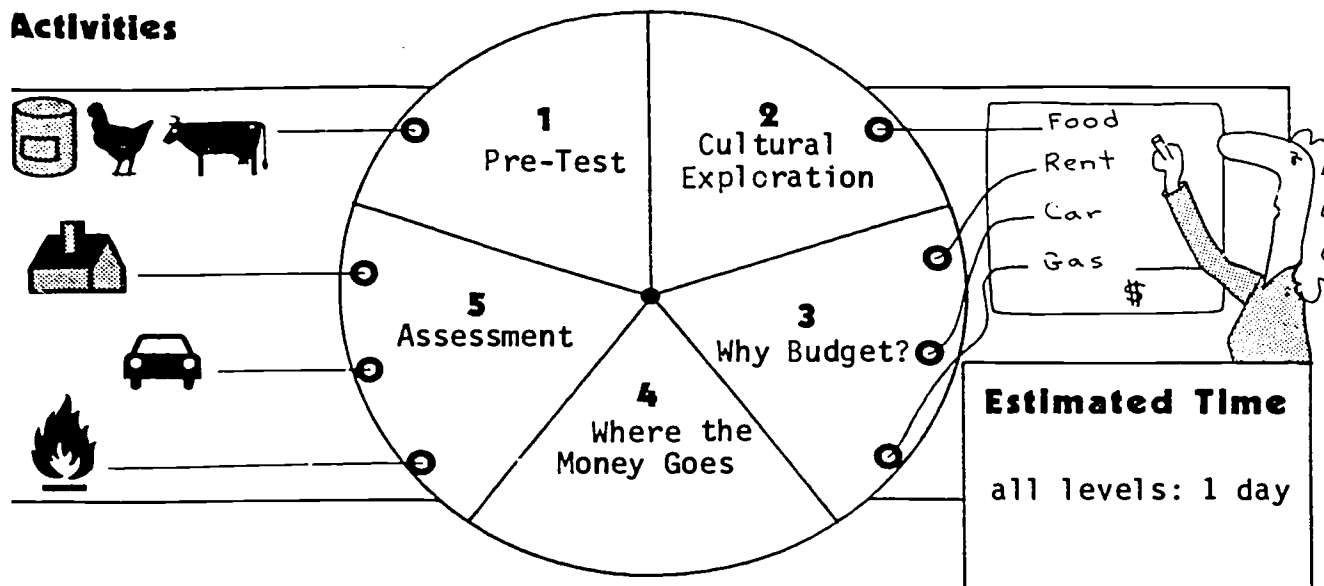 Activities
1
Pre-Test
2
Cultural
Exploration
3
Why Budget?
4
Where the
Money Goes
5
Assessment
Food
Rent
Car
Gas
$
Estimated Time
all levels: 1 day